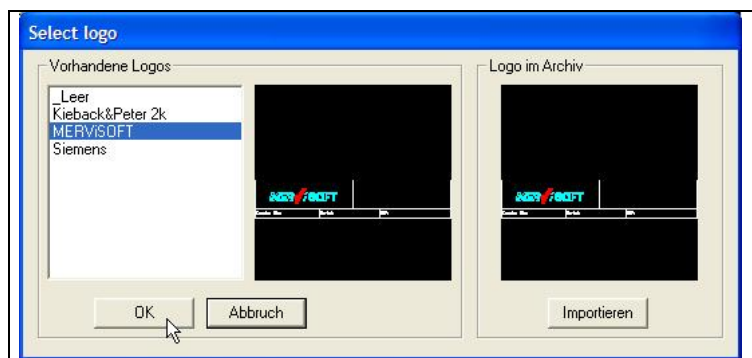 Select logo
Vorhandene Logos
_Leer
Kieback&Peter 2k
MERViSOFT
Siemens
OK
Abbruch
Logo im Archiv
Importieren